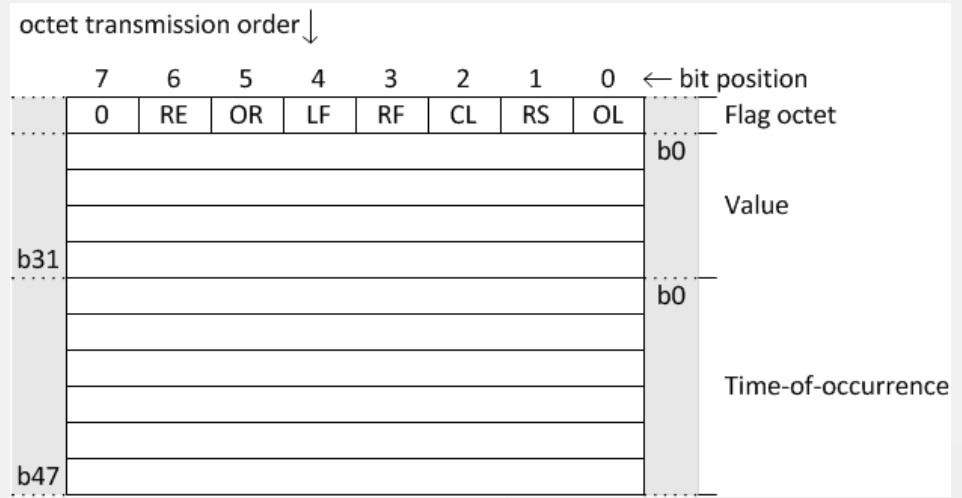 octet transmission order ↓
7 6 5 4 3 2 1 0 ← bit position
0 RE OR LF RF CL RS OL Flag octet
b0
Value
b31
b0
Time-of-occurrence
b47